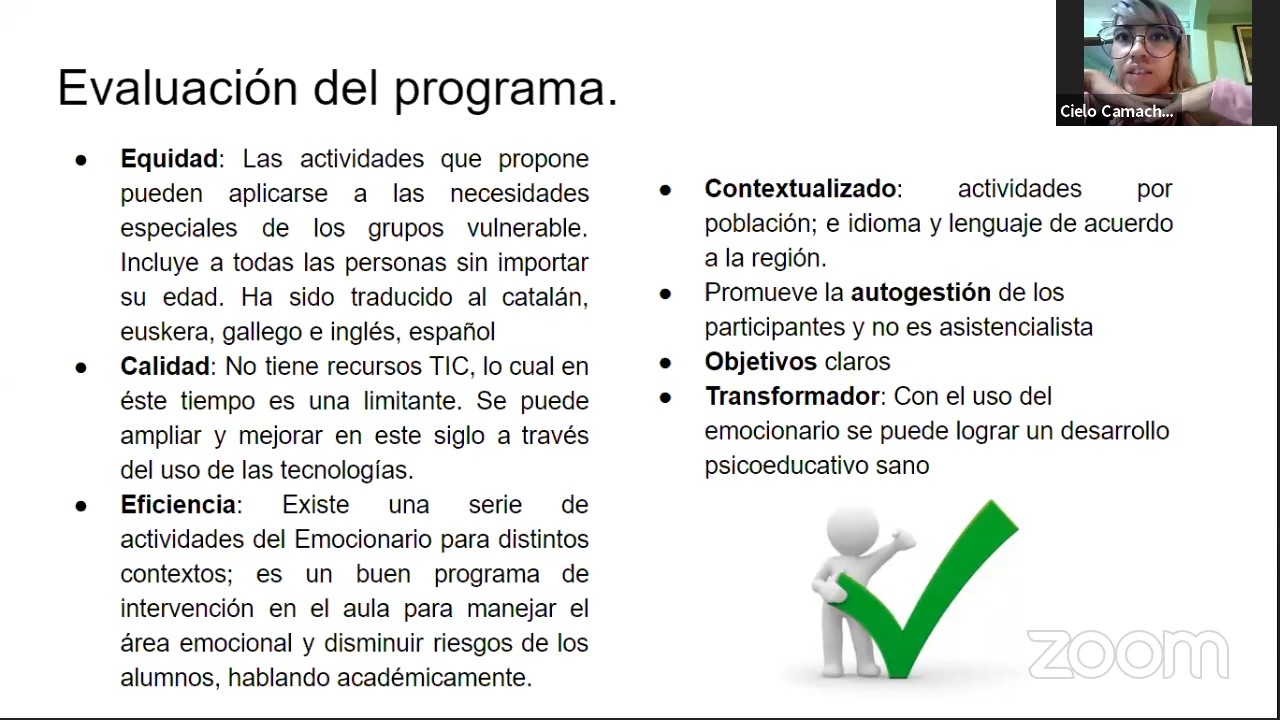 Evaluación del programa.
● Equidad: Las actividades que propone
pueden aplicarse a las necesidades
especiales de los grupos vulnerable.
Incluye a todas las personas sin importar
su edad. Ha sido traducido al catalán,
euskera, gallego e inglés, español
● Calidad: No tiene recursos TIC, lo cual en
éste tiempo es una limitante. Se puede
ampliar y mejorar en este siglo a través
del uso de las tecnologías.
● Eficiencia: Existe una serie de
actividades del Emocionario para distintos
contextos; es un buen programa de
intervención en el aula para manejar el
área emocional y disminuir riesgos de los
alumnos, hablando académicamente.
● Contextualizado: actividades por
población; e idioma y lenguaje de acuerdo
a la región.
● Promueve la autogestión de los
participantes y no es asistencialista
● Objetivos claros
● Transformador: Con el uso del
emocionario se puede lograr un desarrollo
psicoeducativo sano
Cielo Camach...
zoom